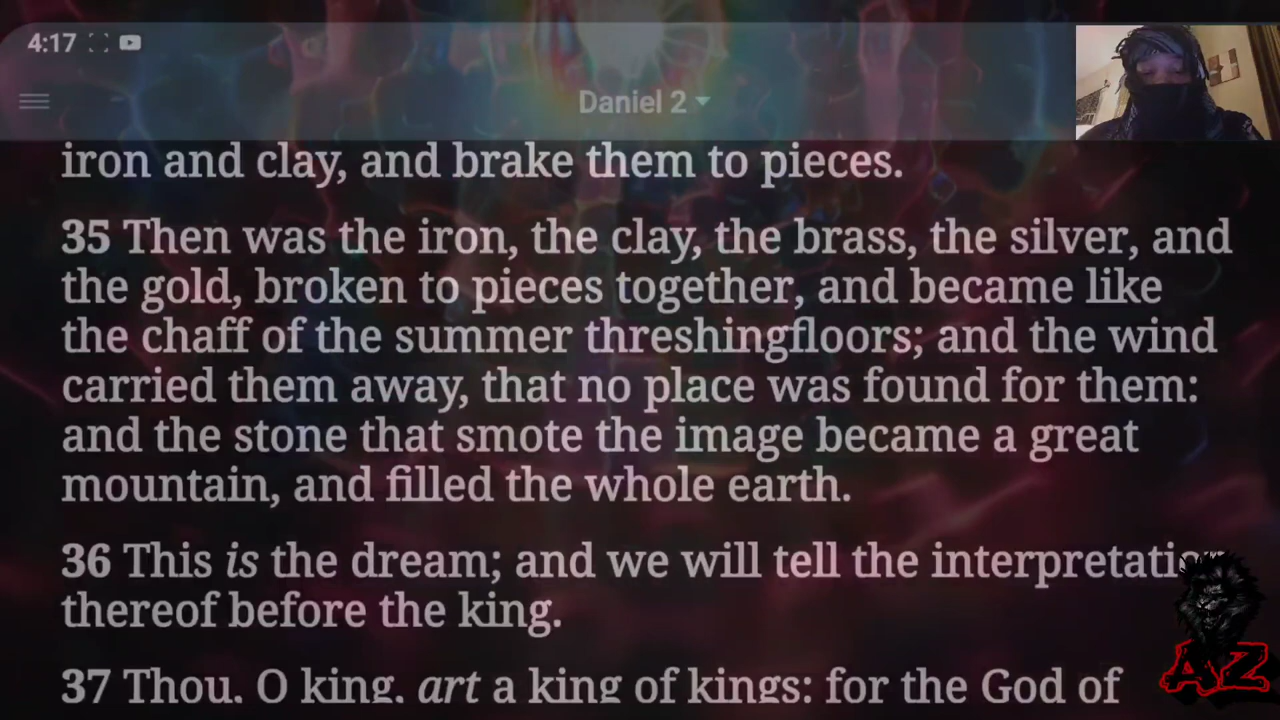 4:17
Daniel 2
iron and clay, and brake them to pieces.
35 Then was the iron, the clay, the brass, the silver, and
the gold, broken to pieces together, and became like
the chaff of the summer threshingfloors; and the wind
carried them away, that no place was found for them:
and the stone that smote the image became a great
mountain, and filled the whole earth.
36 This is the dream; and we will tell the
thereof before the king.
37 Thou, O king, art a king of kings: for the God of
AZ